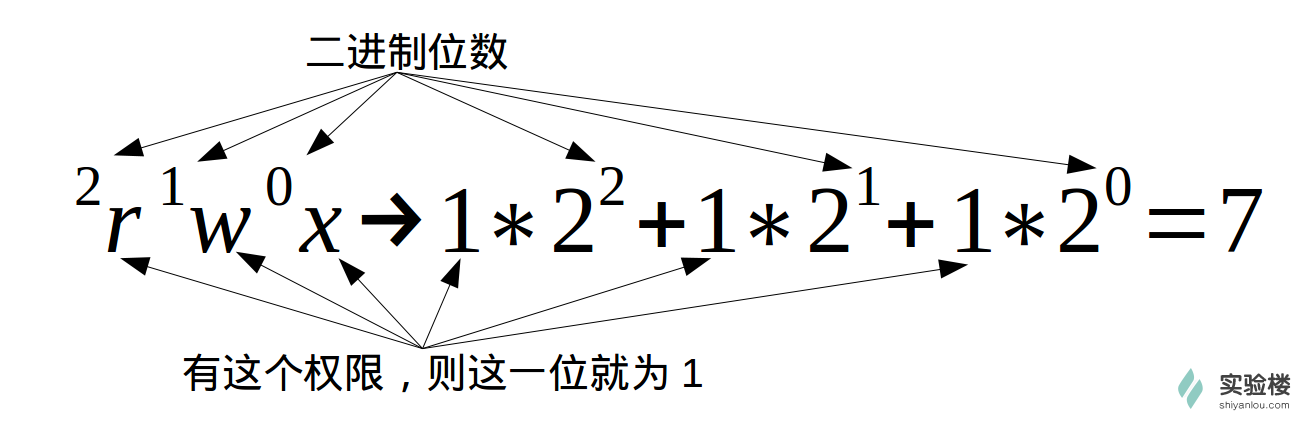 二进制位数
²r ¹w ⁰x → 1∗2²+1∗2¹+1∗2⁰=7
有这个权限，则这一位就为 1
实验楼
shiyanlou.com